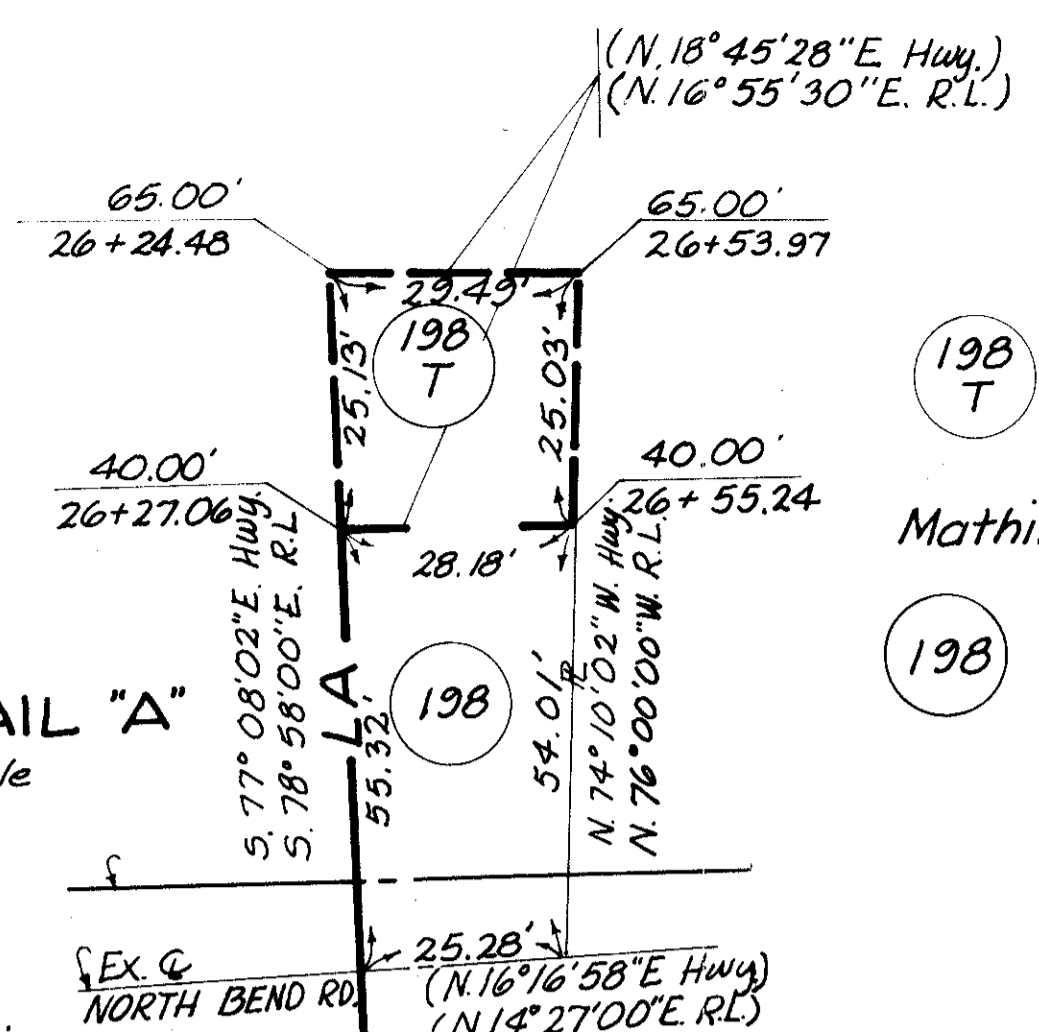 (N. 18° 45' 28" E. Hwy.)
(N. 16° 55' 30" E. R.L.)
65.00'
26+24.48
65.00'
26+53.97
29.49'
198
T
25.13'
25.03'
198
T
40.00'
26+27.06
40.00'
26+55.24
Mathi
28.18'
S. 77° 08' 02" E. Hwy.
S. 78° 58' 00" E. R.L
LA
55.32'
198
54.01'
N. 74° 10' 02" W. Hwy.
N. 76° 00' 00" W. R.L.
198
AIL "A"
le
Ex. ℄
NORTH BEND RD.
25.28'
(N. 16° 16' 58" E Hwy)
(N 14° 27' 00" E. R.L.)